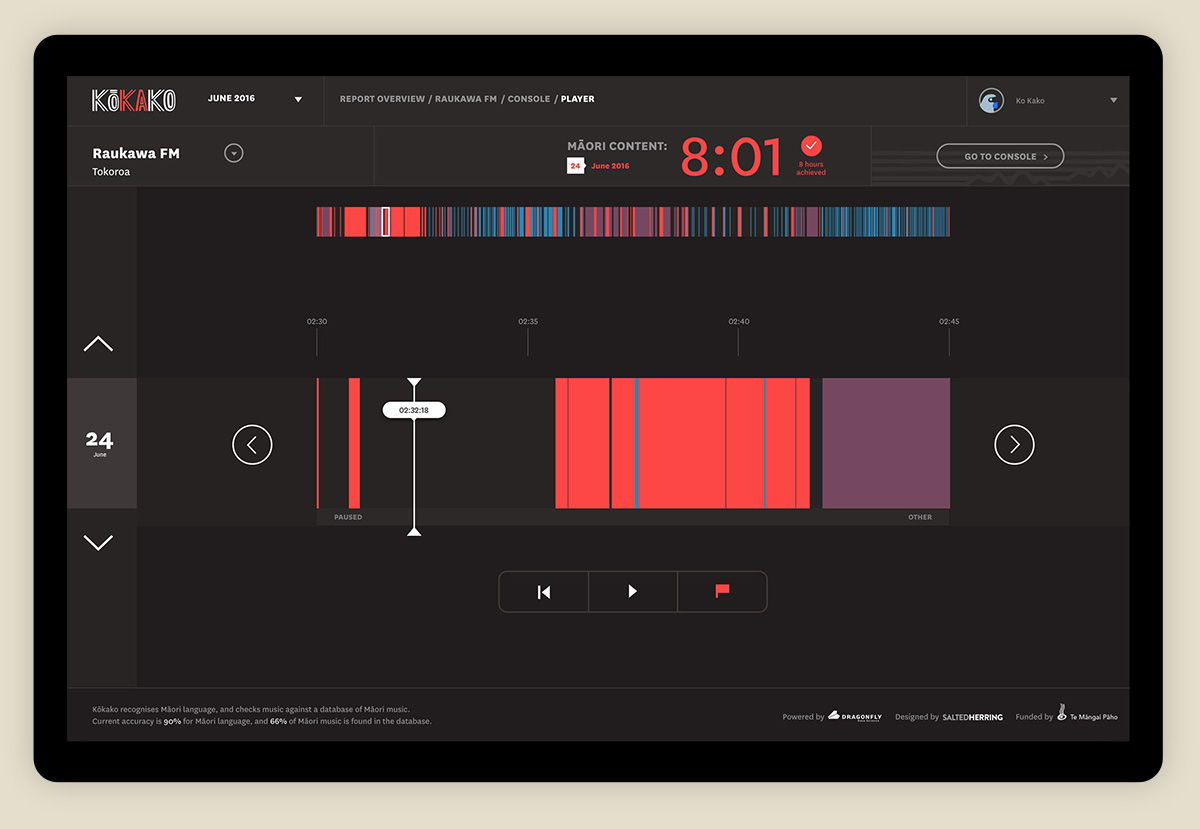 KŌKAKO
JUNE 2016
REPORT OVERVIEW / RAUKAWA FM / CONSOLE / PLAYER
Ko Kako
Raukawa FM
Tokoroa
MĀORI CONTENT:
24 June 2016
8:01
8 hours
achieved
GO TO CONSOLE
02:30 02:35 02:40 02:45
02:32:18
24
June
PAUSED OTHER
Kōkako recognises Māori language, and checks music against a database of Māori music.
Current accuracy is 90% for Māori language, and 66% of Māori music is found in the database.
Powered by DRAGONFLY Designed by SALTEDHERRING Funded by Te Māngai Pāho